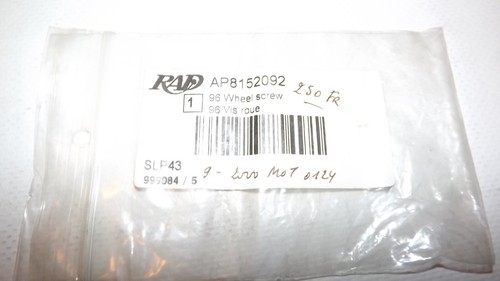 RAD AP8152092
1 96 Wheel screw 250 FR
96 Vis roue
SLP43
999084 / 5 9 - 2000 MOT 0124